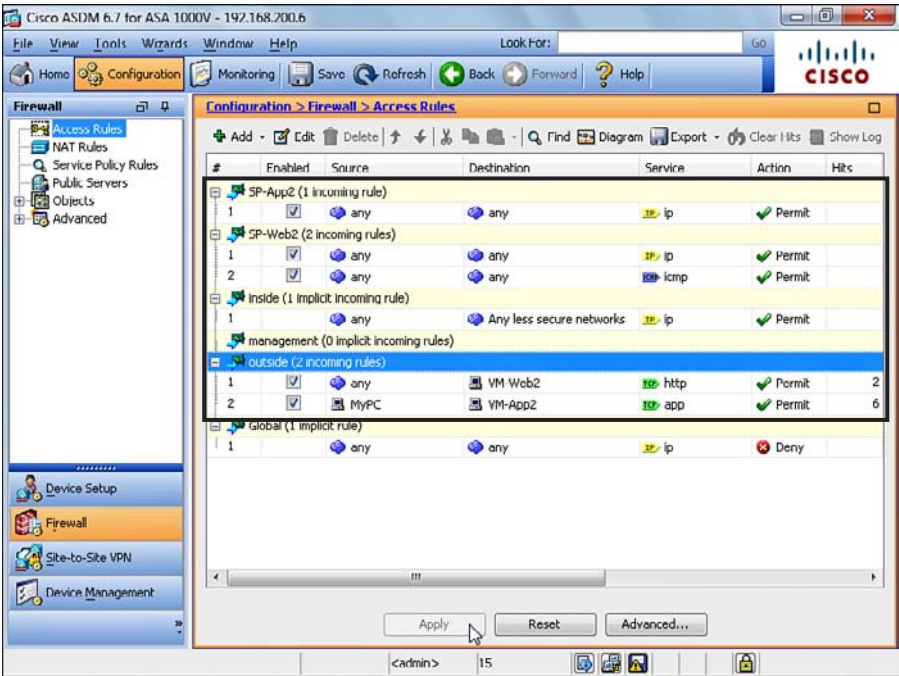 Cisco ASDM 6.7 for ASA 1000V - 192.168.200.6
File View Tools Wizards Window Help Look For: Go
Home Configuration Monitoring Save Refresh Back Forward Help
CISCO
Firewall
Access Rules
NAT Rules
Service Policy Rules
Public Servers
Objects
Advanced
Device Setup
Firewall
Site-to-Site VPN
Device Management
Configuration > Firewall > Access Rules
Add Edit Delete Find Diagram Export Clear Hits Show Log
# Enabled Source Destination Service Action Hits
SP-App2 (1 incoming rule)
1 any any IP ip Permit
SP-Web2 (2 incoming rules)
1 any any IP ip Permit
2 any any ICMP icmp Permit
inside (1 implicit incoming rule)
1 any Any less secure networks IP ip Permit
management (0 implicit incoming rules)
outside (2 incoming rules)
1 any VM-Web2 TCP http Permit 2
2 MyPC VM-App2 TCP app Permit 6
Global (1 implicit rule)
1 any any IP ip Deny
Apply Reset Advanced...
<admin> 15